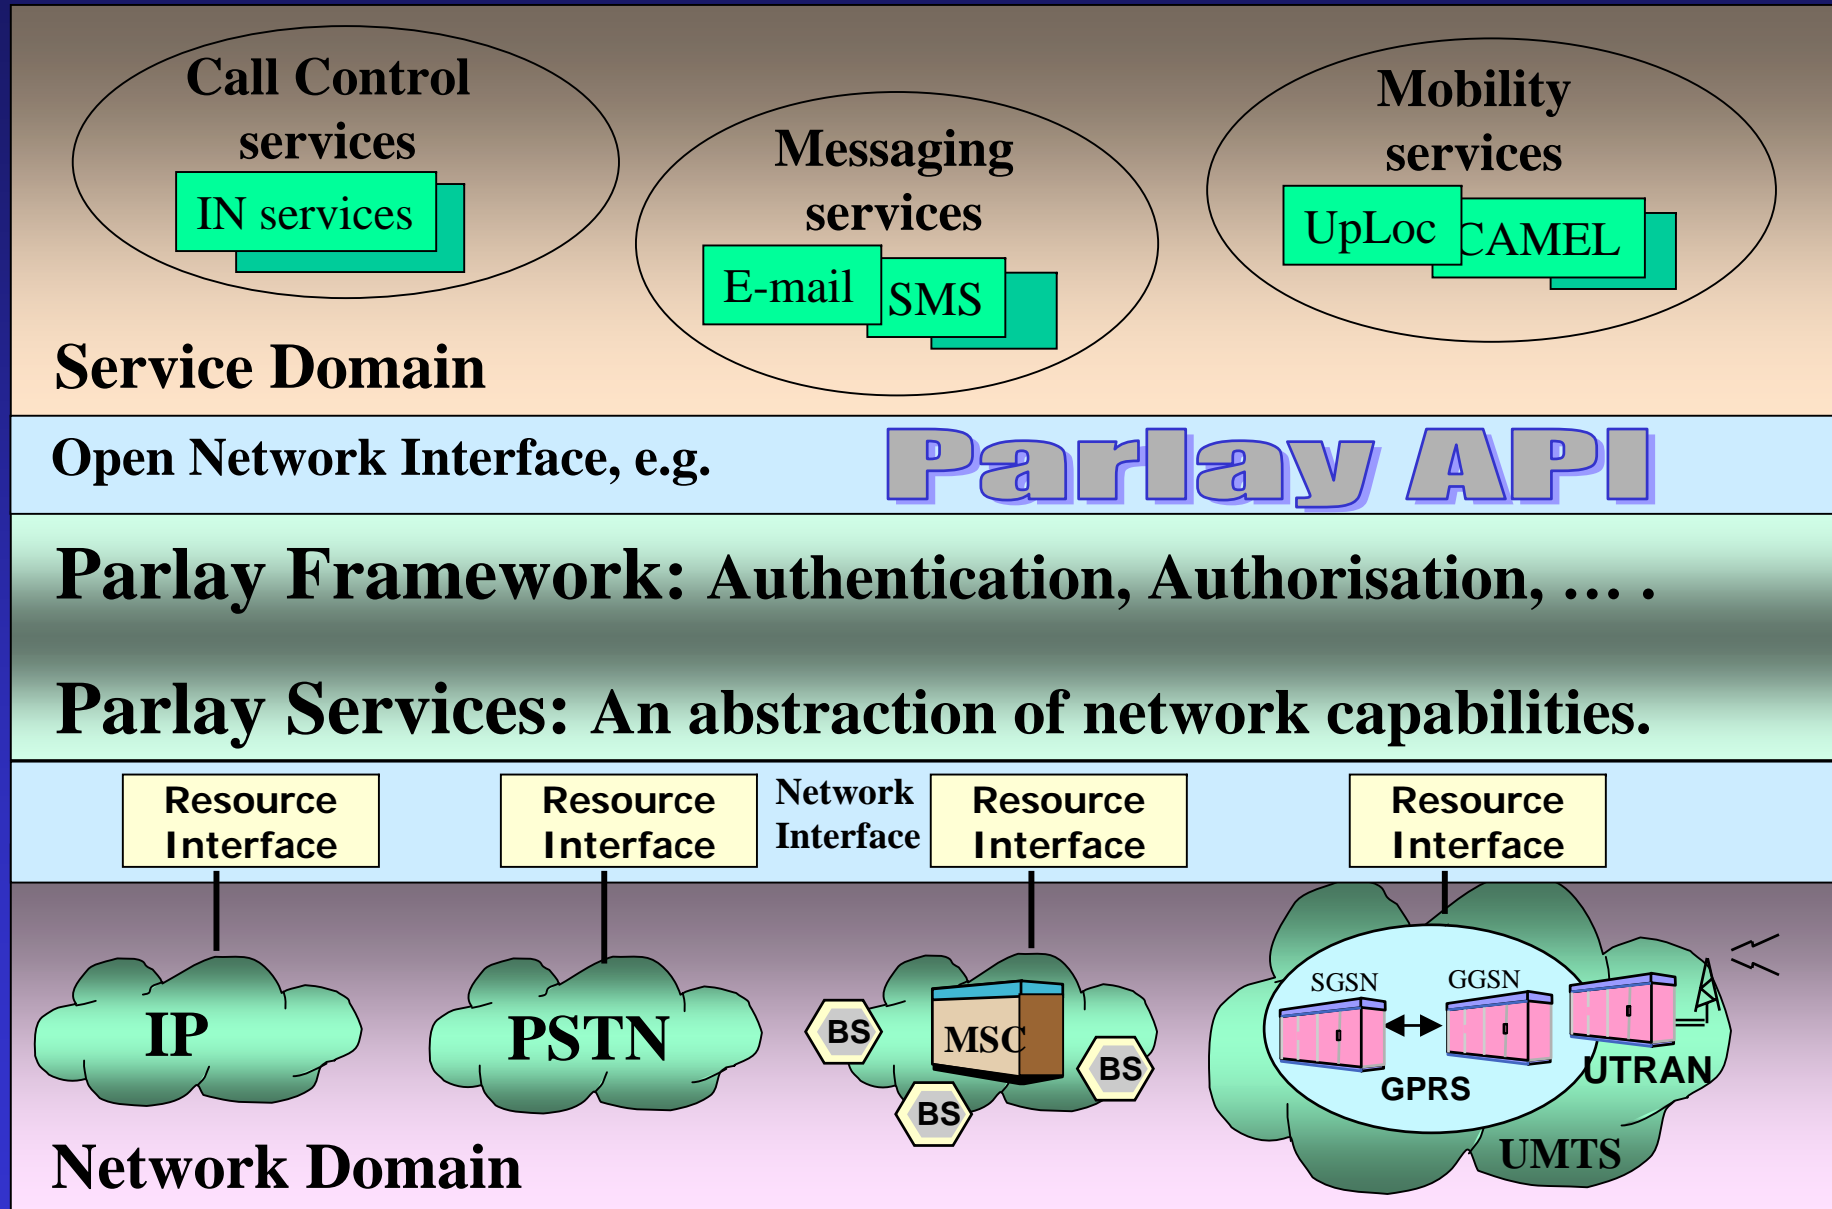 Call Control
services
IN services
Messaging
services
E-mail
SMS
Mobility
services
UpLoc
CAMEL
Service Domain
Open Network Interface, e.g.
Parlay API
Parlay Framework: Authentication, Authorisation, … .
Parlay Services: An abstraction of network capabilities.
Resource
Interface
Resource
Interface
Network
Interface
Resource
Interface
Resource
Interface
IP
PSTN
BS
MSC
BS
BS
SGSN
GGSN
GPRS
UTRAN
UMTS
Network Domain